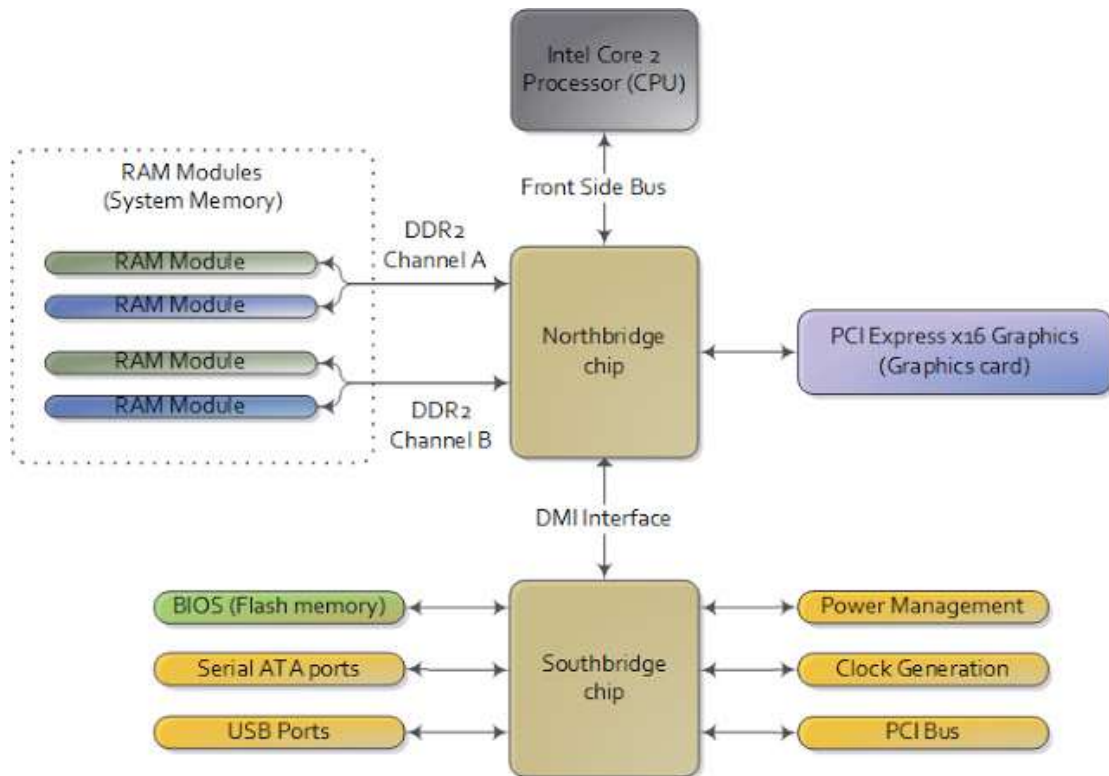 Intel Core 2
Processor (CPU)
Front Side Bus
RAM Modules
(System Memory)
DDR2
Channel A
RAM Module
RAM Module
RAM Module
RAM Module
DDR2
Channel B
Northbridge
chip
PCI Express x16 Graphics
(Graphics card)
DMI Interface
BIOS (Flash memory)
Serial ATA ports
USB Ports
Southbridge
chip
Power Management
Clock Generation
PCI Bus